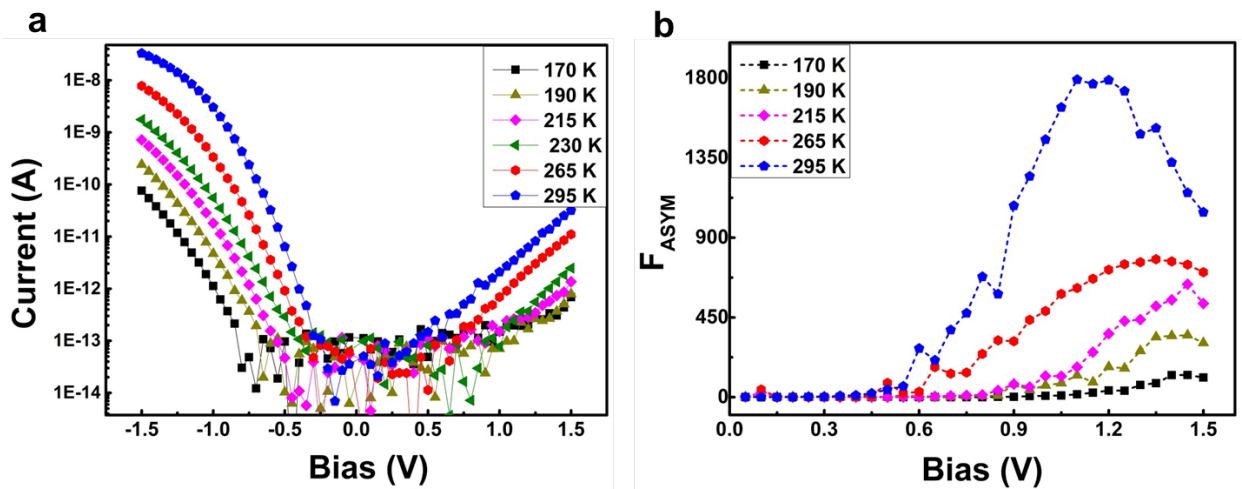 a
Current (A)
1E-8
1E-9
1E-10
1E-11
1E-12
1E-13
1E-14
170 K
190 K
215 K
230 K
265 K
295 K
-1.5
-1.0
-0.5
0.0
0.5
1.0
1.5
Bias (V)
b
FASYM
1800
1350
900
450
0
170 K
190 K
215 K
265 K
295 K
0.0
0.3
0.6
0.9
1.2
1.5
Bias (V)